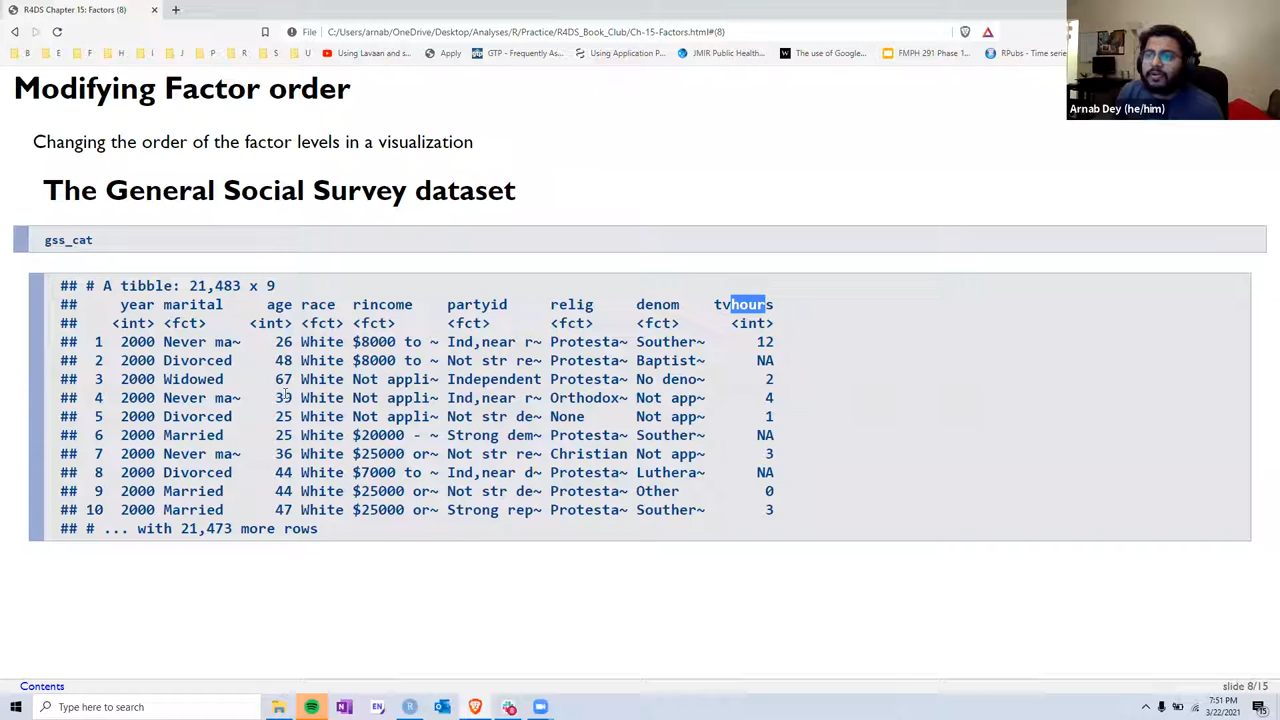 R4DS Chapter 15: Factors (8)
File C:/Users/arnab/OneDrive/Desktop/Analyses/R/Practice/R4DS_Book_Club/Ch-15-Factors.html#(8)
B E F H I J P R S U Using Lavaan and R... Apply GTP - Frequently As... Using Application P... JMIR Public Health... The use of Google... FMPH 291 Phase 1... RPubs - Time serie
Arnab Dey (he/him)
Modifying Factor order
Changing the order of the factor levels in a visualization
The General Social Survey dataset
gss_cat
## # A tibble: 21,483 x 9
## year marital age race rincome partyid relig denom tvhours
## <int> <fct> <int> <fct> <fct> <fct> <fct> <fct> <int>
## 1 2000 Never ma~ 26 White $8000 to ~ Ind,near r~ Protesta~ Souther~ 12
## 2 2000 Divorced 48 White $8000 to ~ Not str re~ Protesta~ Baptist~ NA
## 3 2000 Widowed 67 White Not appli~ Independent Protesta~ No deno~ 2
## 4 2000 Never ma~ 39 White Not appli~ Ind,near r~ Orthodox~ Not app~ 4
## 5 2000 Divorced 25 White Not appli~ Not str de~ None Not app~ 1
## 6 2000 Married 25 White $20000 - ~ Strong dem~ Protesta~ Souther~ NA
## 7 2000 Never ma~ 36 White $25000 or~ Not str re~ Christian Not app~ 3
## 8 2000 Divorced 44 White $7000 to ~ Ind,near d~ Protesta~ Luthera~ NA
## 9 2000 Married 44 White $25000 or~ Not str de~ Protesta~ Other 0
## 10 2000 Married 47 White $25000 or~ Strong rep~ Protesta~ Souther~ 3
## # ... with 21,473 more rows
Contents
slide 8/15
Type here to search
7:51 PM
3/22/2021